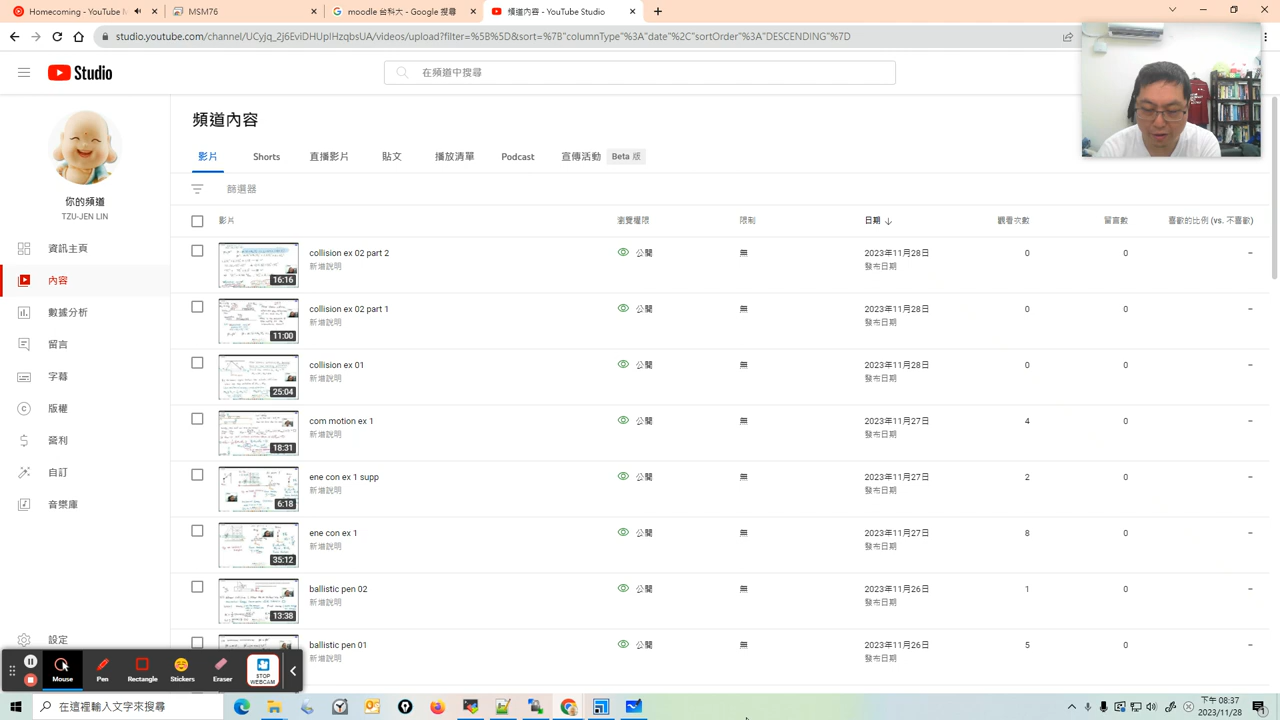 Homecoming - YouTube M
MSM76
moodle 台科大 - Google 搜尋
頻道內容 - YouTube Studio
studio.youtube.com/channel/UCyjq_2j6EviDHUpIHzqbsUA/videos/upload?filter=%5B%5D&sort=%7B"columnType"%3A"date"%2C"sortOrder"%3A"DESCENDING"%7D
Studio
在頻道中搜尋
頻道內容
影片 Shorts 直播影片 貼文 播放清單 Podcast 宣傳活動 Beta 版
篩選器
影片 瀏覽權限 限制 日期 觀看次數 留言數 喜歡的比例 (vs. 不喜歡)
你的頻道
TZU-JEN LIN
資訊主頁
內容
數據分析
留言
字幕
版權
營利
自訂
音樂庫
設定
collision ex 02 part 2 公開 無 2023年11月28日 0 0 –
新增說明 發布日期
16:16
collision ex 02 part 1 公開 無 2023年11月28日 0 0 –
新增說明 發布日期
11:00
collision ex 01 公開 無 2023年11月28日 3 0 –
新增說明 發布日期
25:04
com motion ex 1 公開 無 2023年11月27日 0 –
新增說明 發布日期
18:31
ene con ex 1 supp 公開 無 2023年11月27日 2 0 –
新增說明 發布日期
6:18
ene con ex 1 公開 無 2023年11月27日 3 0 –
新增說明 發布日期
35:12
ballistic pen 02 公開 無 2023年11月26日 0 –
新增說明 發布日期
13:38
ballistic pen 01 公開 無 2023年11月26日 0 –
新增說明 發布日期
Mouse Pen Rectangle Stickers Eraser STOP WEBCAM
在這裡輸入文字來搜尋
下午 08:37
2023/11/28